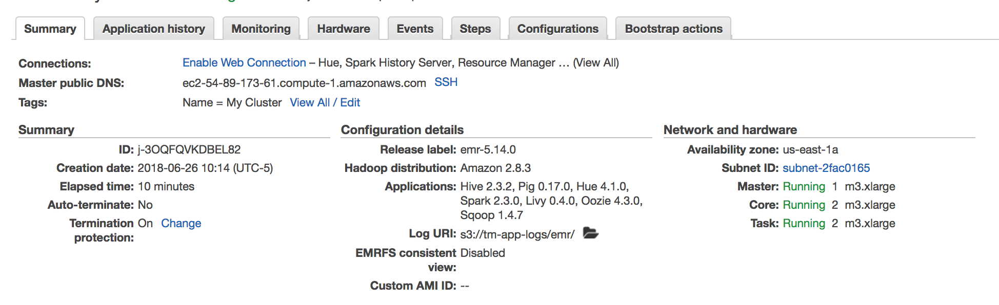 Summary Application history Monitoring Hardware Events Steps Configurations Bootstrap actions
Connections: Enable Web Connection – Hue, Spark History Server, Resource Manager … (View All)
Master public DNS: ec2-54-89-173-61.compute-1.amazonaws.com SSH
Tags: Name = My Cluster View All / Edit
Summary
ID: j-3OQFQVKDBEL82
Creation date: 2018-06-26 10:14 (UTC-5)
Elapsed time: 10 minutes
Auto-terminate: No
Termination On Change
protection:
Configuration details
Release label: emr-5.14.0
Hadoop distribution: Amazon 2.8.3
Applications: Hive 2.3.2, Pig 0.17.0, Hue 4.1.0,
Spark 2.3.0, Livy 0.4.0, Oozie 4.3.0,
Sqoop 1.4.7
Log URI: s3://tm-app-logs/emr/
EMRFS consistent Disabled
view:
Custom AMI ID: --
Network and hardware
Availability zone: us-east-1a
Subnet ID: subnet-2fac0165
Master: Running 1 m3.xlarge
Core: Running 2 m3.xlarge
Task: Running 2 m3.xlarge